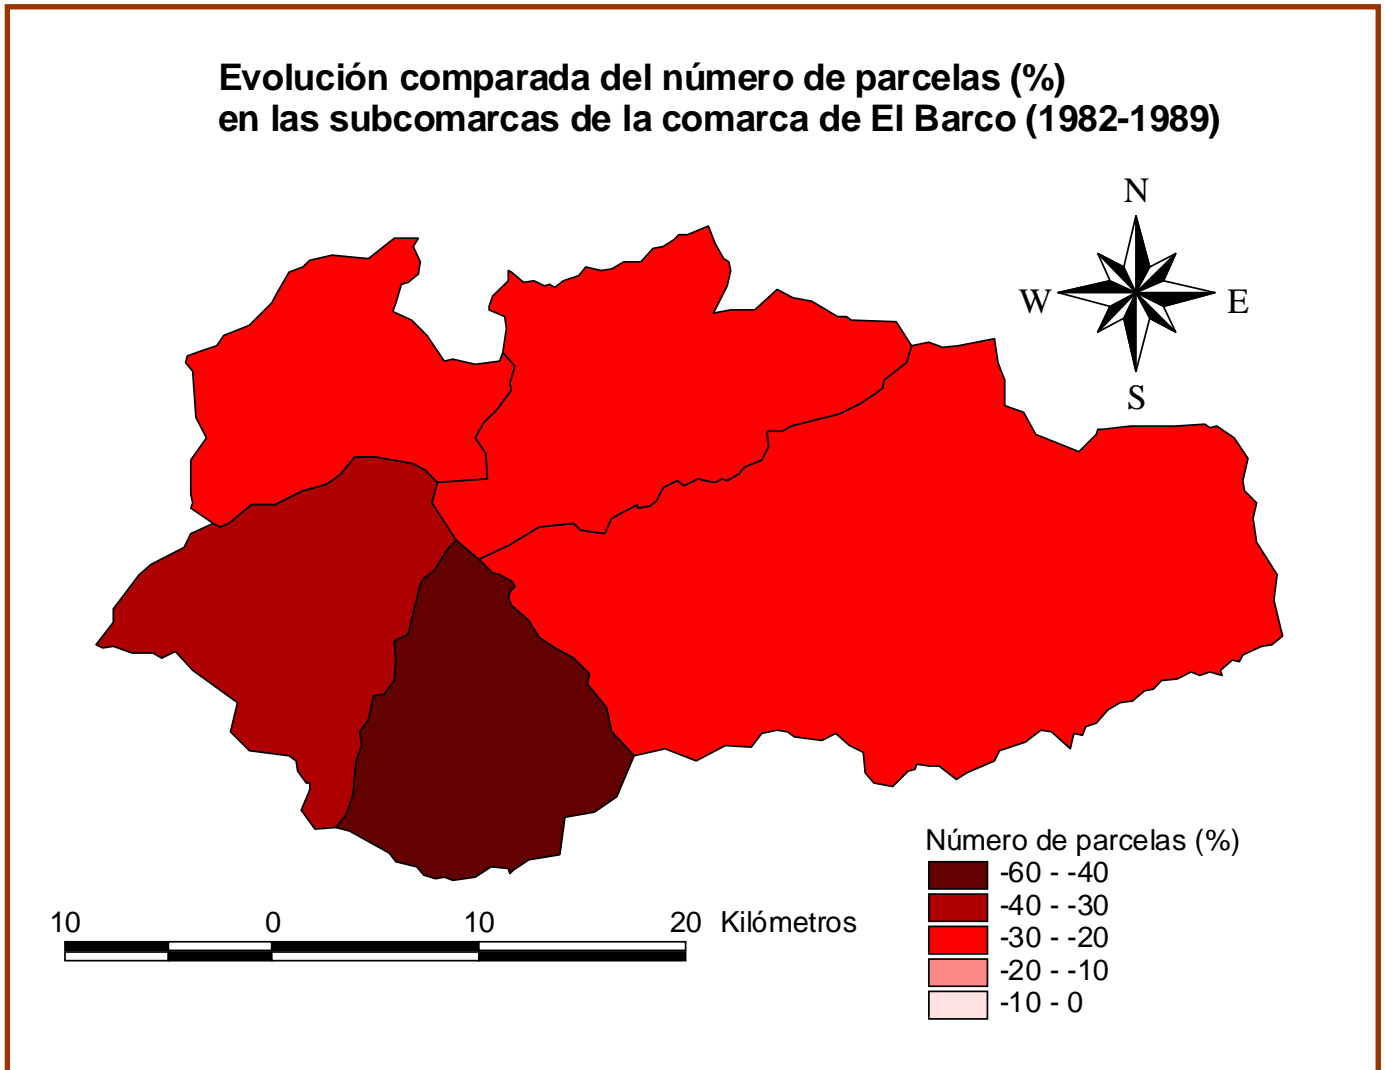 Evolución comparada del número de parcelas (%)
en las subcomarcas de la comarca de El Barco (1982-1989)
N
W
E
S
Número de parcelas (%)
-60 - -40
-40 - -30
-30 - -20
-20 - -10
-10 - 0
10 0 10 20 Kilómetros